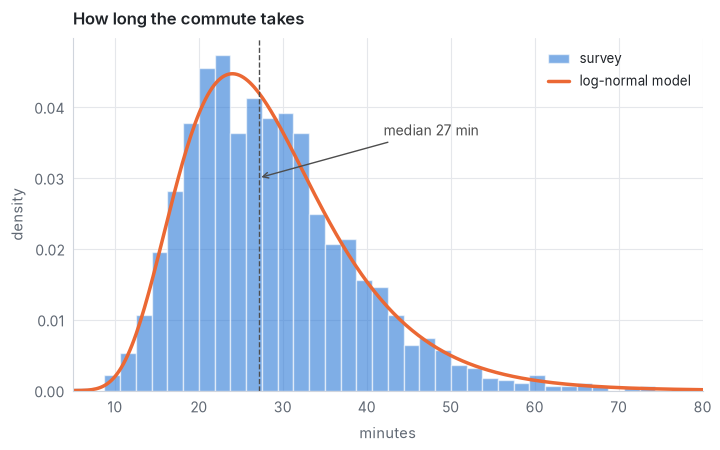 How long the commute takes
survey
log-normal model
median 27 min
density
0.04
0.03
0.02
0.01
0.00
10 20 30 40 50 60 70 80
minutes